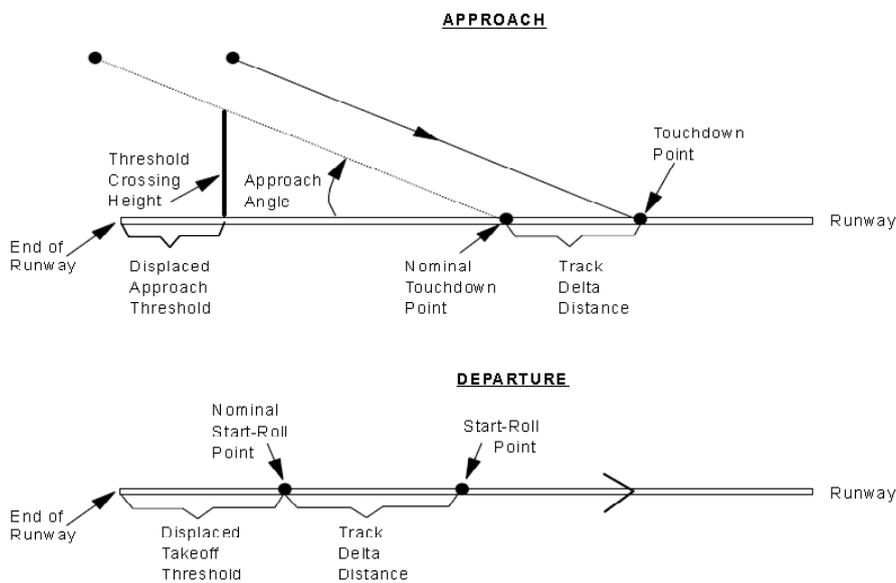 APPROACH
Touchdown
Point
Threshold
Crossing
Height
Approach
Angle
Runway
End of
Runway
Displaced
Approach
Threshold
Nominal
Touchdown
Point
Track
Delta
Distance
DEPARTURE
Nominal
Start-Roll
Point
Start-Roll
Point
Runway
End of
Runway
Displaced
Takeoff
Threshold
Track
Delta
Distance